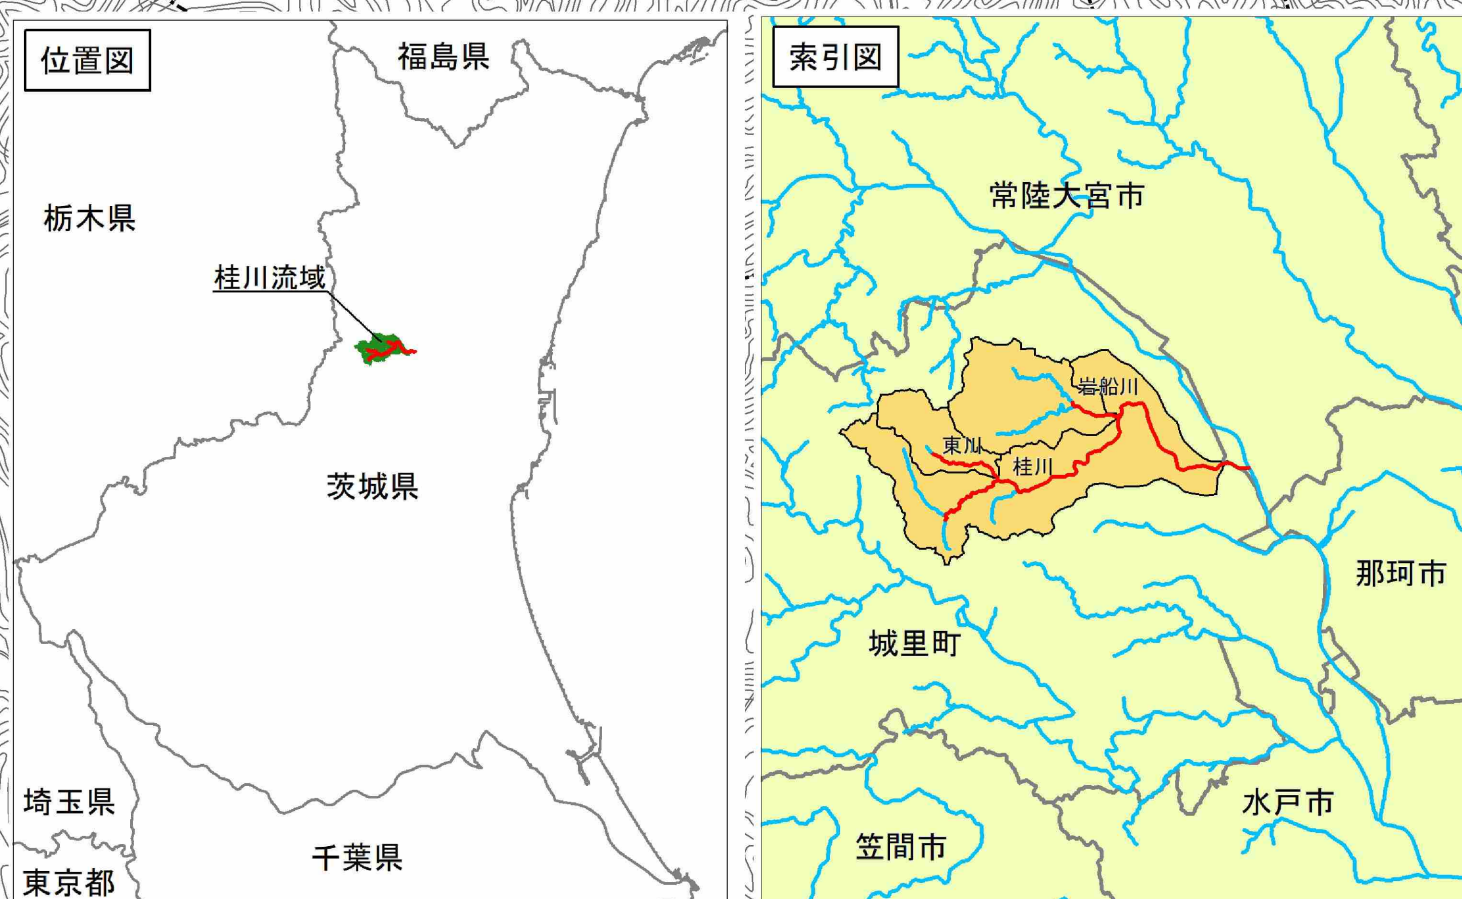 位置図
福島県
栃木県
桂川流域
茨城県
埼玉県
千葉県
東京都
索引図
常陸大宮市
岩船川
東川
桂川
那珂市
城里町
水戸市
笠間市